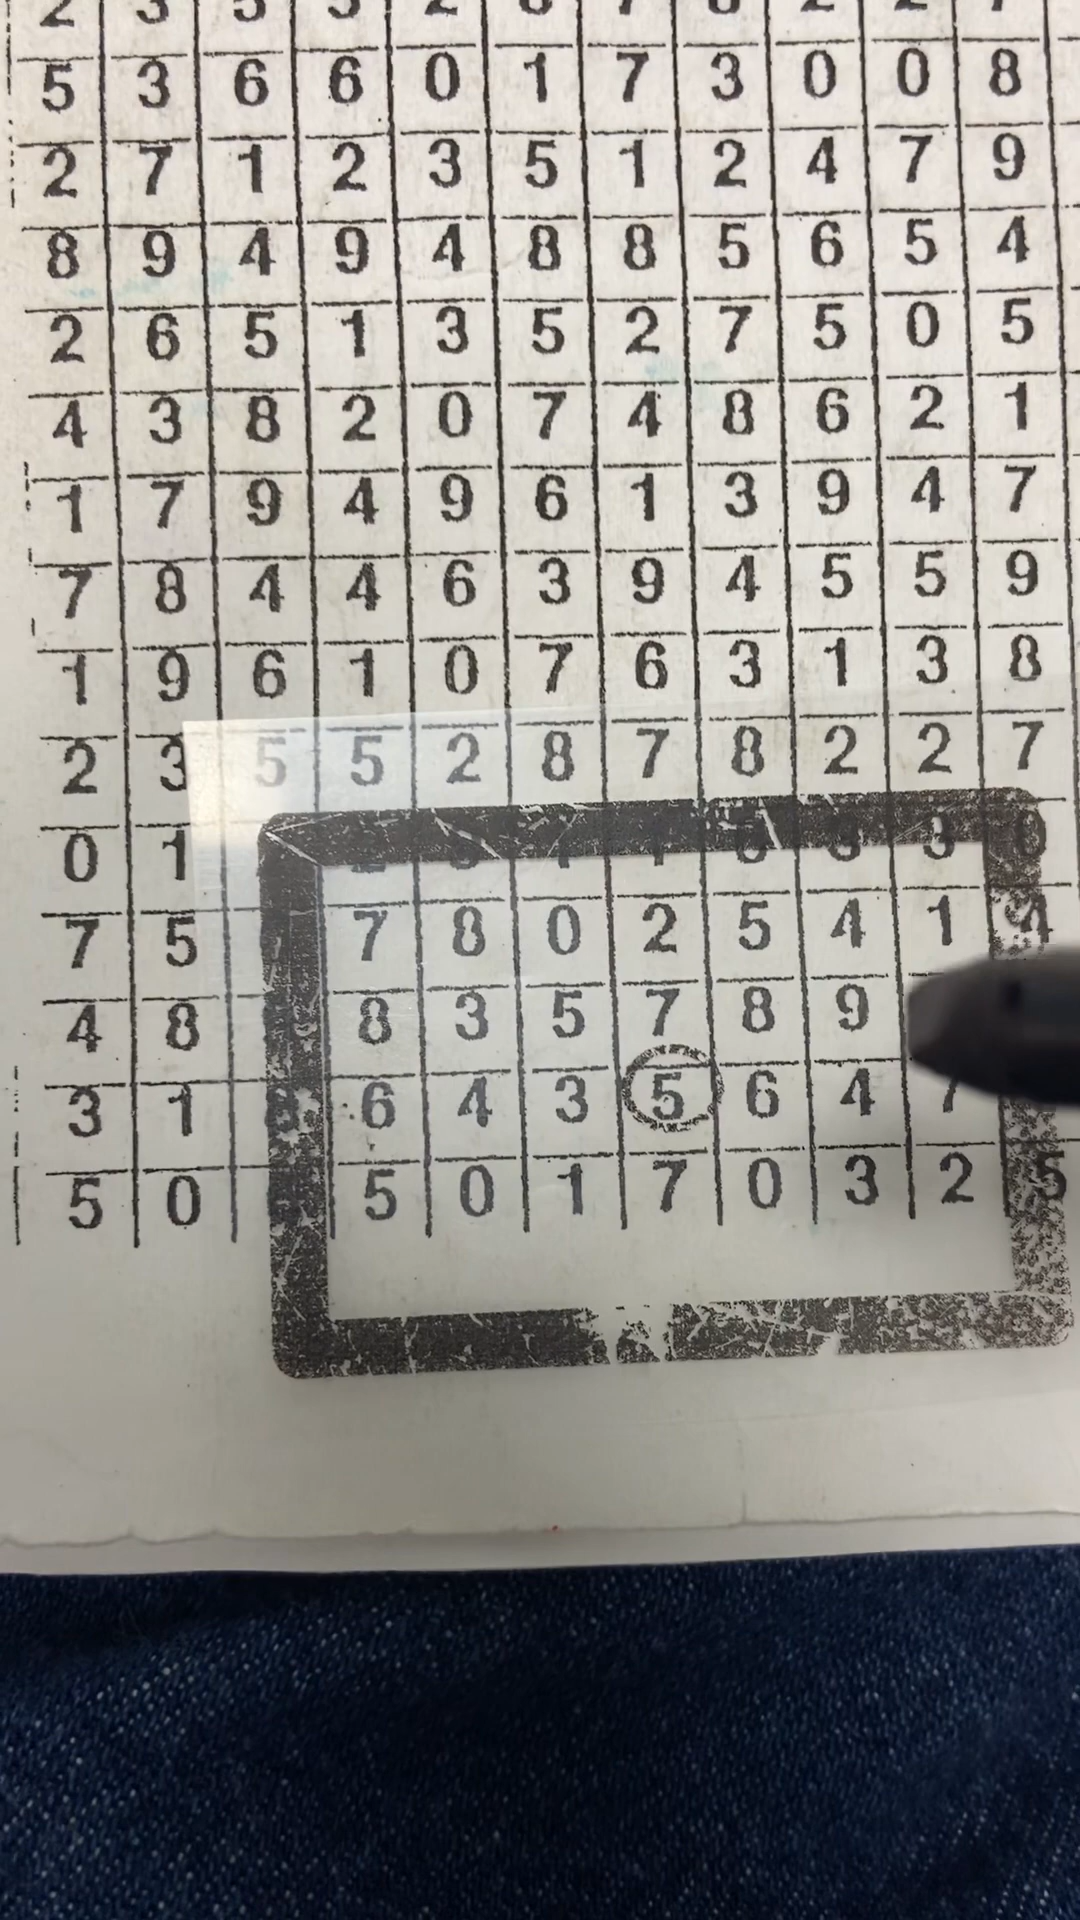 5 3 6 6 0 1 7 3 0 0 8
2 7 1 2 3 5 1 2 4 7 9
8 9 4 9 4 8 8 5 6 5 4
2 6 5 1 3 5 2 7 5 0 5
4 3 8 2 0 7 4 8 6 2 1
1 7 9 4 9 6 1 3 9 4 7
7 8 4 4 6 3 9 4 5 5 9
1 9 6 1 0 7 6 3 1 3 8
2 3 5 5 2 8 7 8 2 2 7
0 1 3 0
7 5 7 8 0 2 5 4 1 4
4 8 8 3 5 7 8 9
3 1 6 4 3 5 6 4 7
5 0 5 0 1 7 0 3 2 5